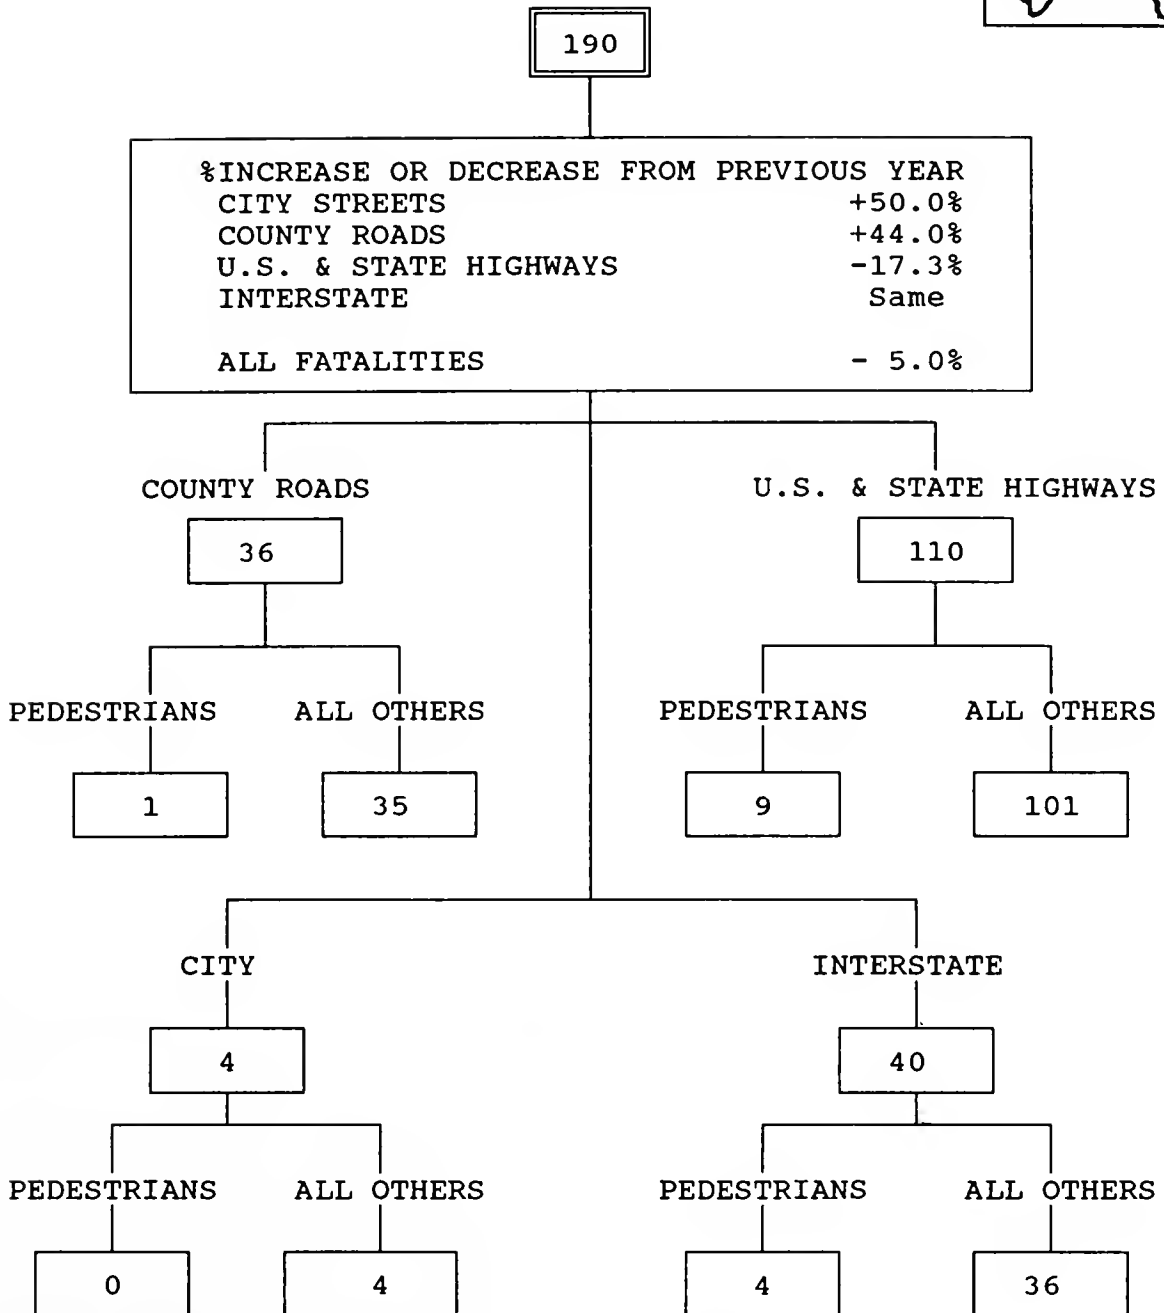 190
%INCREASE OR DECREASE FROM PREVIOUS YEAR
CITY STREETS +50.0%
COUNTY ROADS +44.0%
U.S. & STATE HIGHWAYS -17.3%
INTERSTATE Same
ALL FATALITIES - 5.0%
COUNTY ROADS U.S. & STATE HIGHWAYS
36 110
PEDESTRIANS ALL OTHERS PEDESTRIANS ALL OTHERS
1 35 9 101
CITY INTERSTATE
4 40
PEDESTRIANS ALL OTHERS PEDESTRIANS ALL OTHERS
0 4 4 36